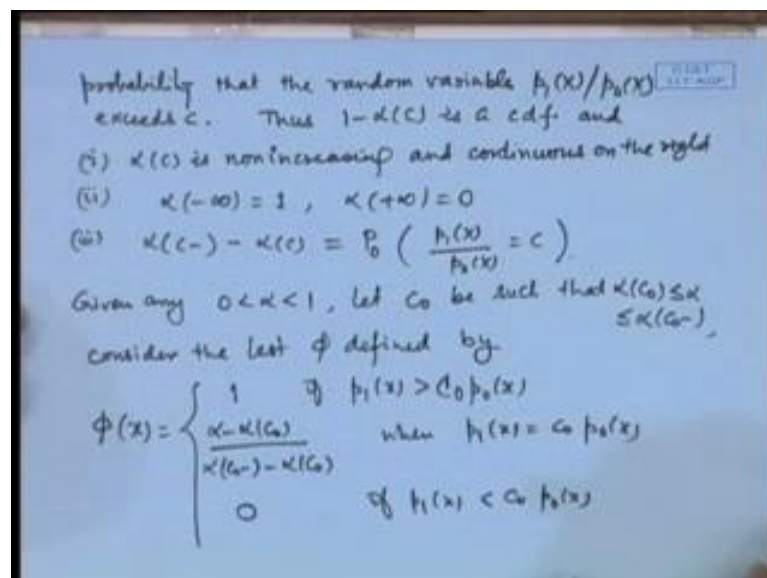 probability that the random variable p₁(X)/p₀(X)
exceeds c. Thus 1-α(c) is a cdf. and
(i) α(c) is nonincreasing and continuous on the right
(ii) α(-∞) = 1, α(+∞) = 0
(iii) α(c-) - α(c) = P₀ ( p₁(X)/p₀(X) = c )
Given any 0<α<1, let c₀ be such that α(c₀) ≤ α
≤ α(c₀-),
consider the test ϕ defined by
ϕ(x) = { 1 if p₁(x) > c₀ p₀(x)
α-α(c₀) / α(c₀-)-α(c₀) when p₁(x) = c₀ p₀(x)
0 if p₁(x) < c₀ p₀(x)